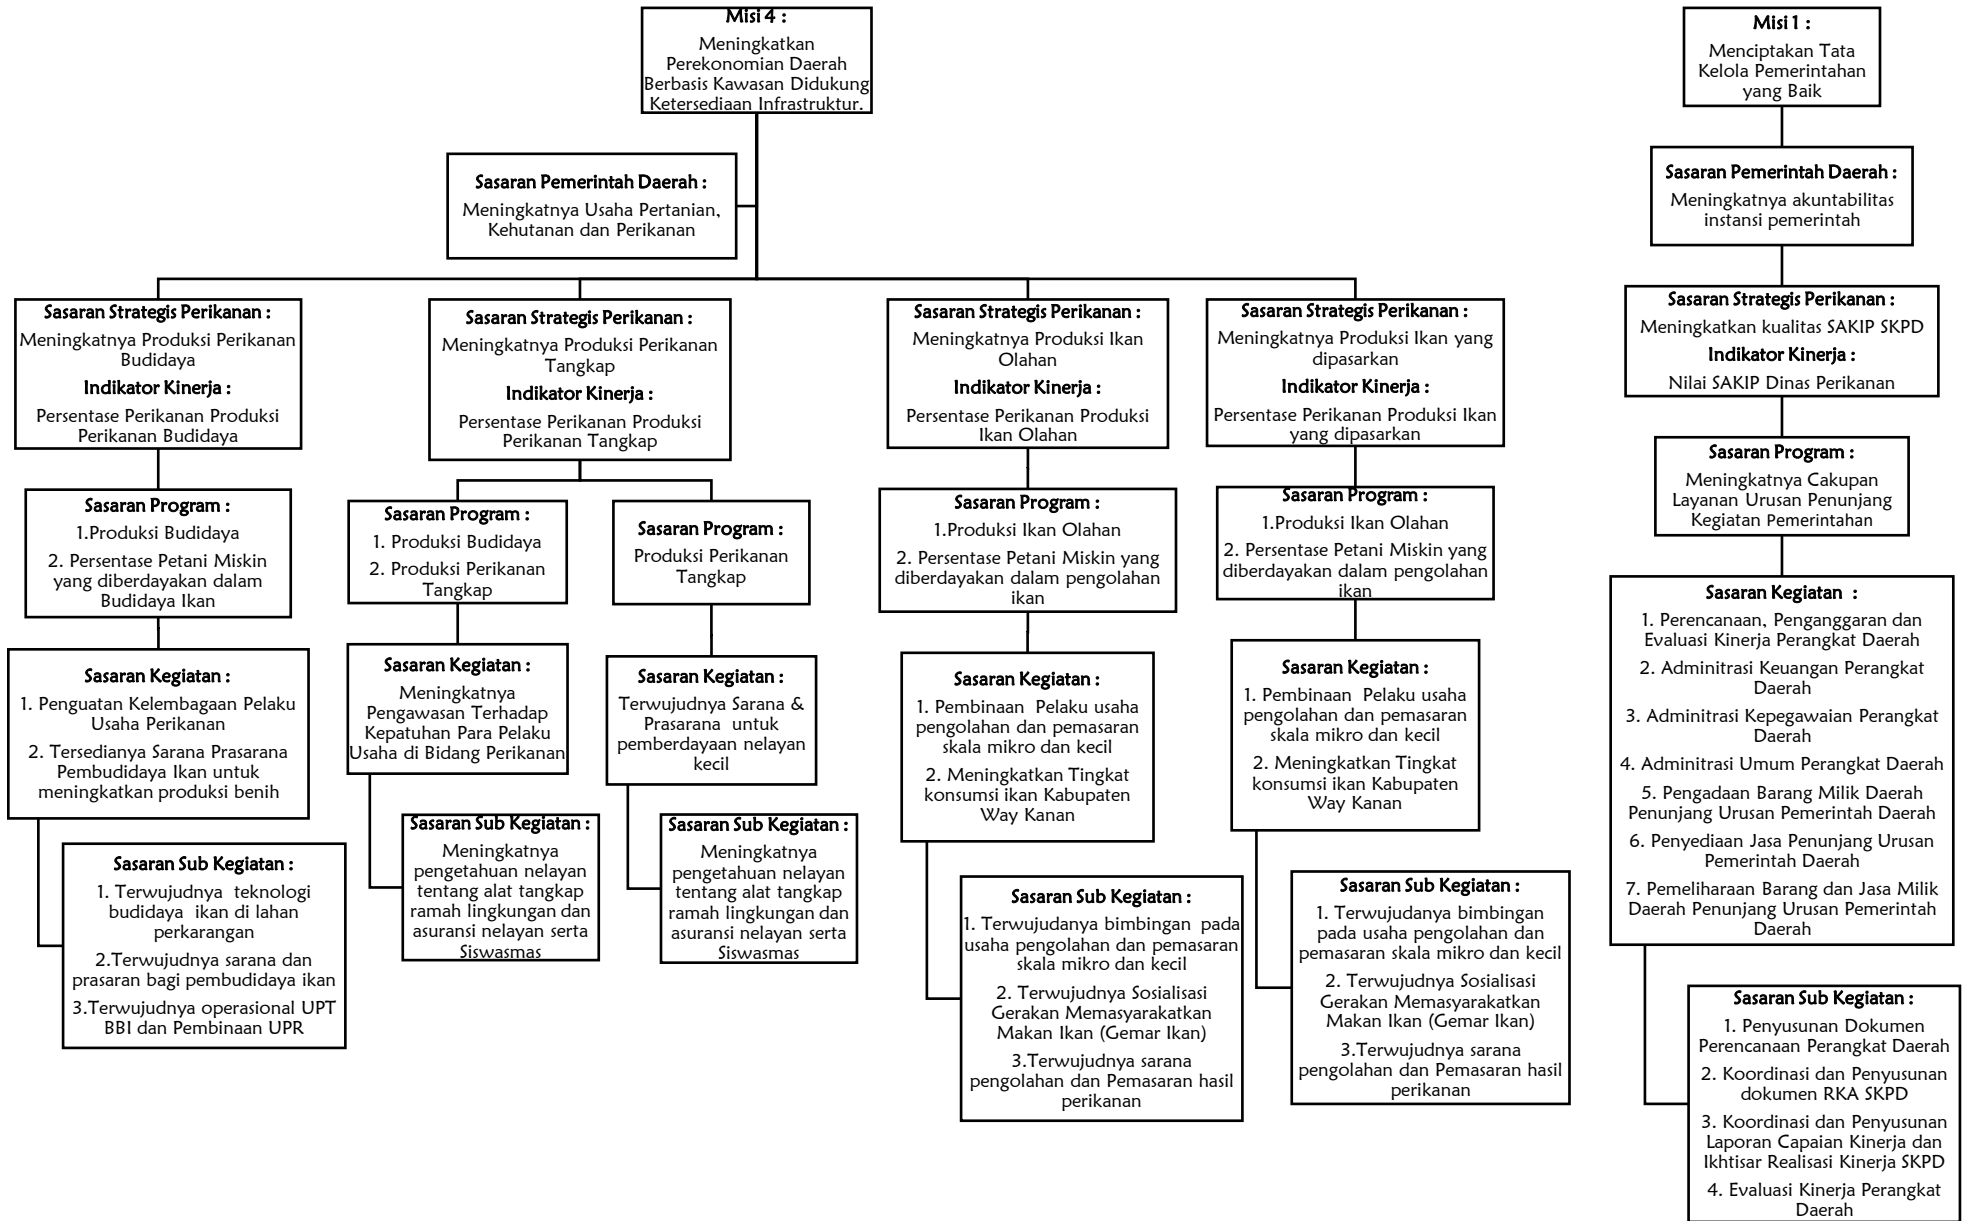 Misi 4 :
Meningkatkan
Perekonomian Daerah
Berbasis Kawasan Didukung
Ketersediaan Infrastruktur.
Sasaran Pemerintah Daerah :
Meningkatnya Usaha Pertanian,
Kehutanan dan Perikanan
Sasaran Strategis Perikanan :
Meningkatnya Produksi Perikanan
Budidaya
Indikator Kinerja :
Persentase Perikanan Produksi
Perikanan Budidaya
Sasaran Program :
1.Produksi Budidaya
2. Persentase Petani Miskin
yang diberdayakan dalam
Budidaya Ikan
Sasaran Kegiatan :
1. Penguatan Kelembagaan Pelaku
Usaha Perikanan
2. Tersedianya Sarana Prasarana
Pembudidaya Ikan untuk
meningkatkan produksi benih
Sasaran Sub Kegiatan :
1. Terwujudnya teknologi
budidaya ikan di lahan
perkarangan
2.Terwujudnya sarana dan
prasaran bagi pembudidaya ikan
3.Terwujudnya operasional UPT
BBI dan Pembinaan UPR
Sasaran Strategis Perikanan :
Meningkatnya Produksi Perikanan
Tangkap
Indikator Kinerja :
Persentase Perikanan Produksi
Perikanan Tangkap
Sasaran Program :
1. Produksi Budidaya
2. Produksi Perikanan
Tangkap
Sasaran Kegiatan :
Meningkatnya
Pengawasan Terhadap
Kepatuhan Para Pelaku
Usaha di Bidang Perikanan
Sasaran Sub Kegiatan :
Meningkatnya
pengetahuan nelayan
tentang alat tangkap
ramah lingkungan dan
asuransi nelayan serta
Siswasmas
Sasaran Program :
Produksi Perikanan
Tangkap
Sasaran Kegiatan :
Terwujudnya Sarana &
Prasarana untuk
pemberdayaan nelayan
kecil
Sasaran Sub Kegiatan :
Meningkatnya
pengetahuan nelayan
tentang alat tangkap
ramah lingkungan dan
asuransi nelayan serta
Siswasmas
Sasaran Strategis Perikanan :
Meningkatnya Produksi Ikan
Olahan
Indikator Kinerja :
Persentase Perikanan Produksi
Ikan Olahan
Sasaran Program :
1.Produksi Ikan Olahan
2. Persentase Petani Miskin yang
diberdayakan dalam pengolahan
ikan
Sasaran Kegiatan :
1. Pembinaan Pelaku usaha
pengolahan dan pemasaran
skala mikro dan kecil
2. Meningkatkan Tingkat
konsumsi ikan Kabupaten
Way Kanan
Sasaran Sub Kegiatan :
1. Terwujudanya bimbingan pada
usaha pengolahan dan pemasaran
skala mikro dan kecil
2. Terwujudnya Sosialisasi
Gerakan Memasyarakatkan
Makan Ikan (Gemar Ikan)
3.Terwujudnya sarana
pengolahan dan Pemasaran hasil
perikanan
Sasaran Strategis Perikanan :
Meningkatnya Produksi Ikan yang
dipasarkan
Indikator Kinerja :
Persentase Perikanan Produksi Ikan
yang dipasarkan
Sasaran Program :
1.Produksi Ikan Olahan
2. Persentase Petani Miskin yang
diberdayakan dalam pengolahan
ikan
Sasaran Kegiatan :
1. Pembinaan Pelaku usaha
pengolahan dan pemasaran
skala mikro dan kecil
2. Meningkatkan Tingkat
konsumsi ikan Kabupaten
Way Kanan
Sasaran Sub Kegiatan :
1. Terwujudanya bimbingan
pada usaha pengolahan dan
pemasaran skala mikro dan kecil
2. Terwujudnya Sosialisasi
Gerakan Memasyarakatkan
Makan Ikan (Gemar Ikan)
3.Terwujudnya sarana
pengolahan dan Pemasaran hasil
perikanan
Misi 1 :
Menciptakan Tata
Kelola Pemerintahan
yang Baik
Sasaran Pemerintah Daerah :
Meningkatnya akuntabilitas
instansi pemerintah
Sasaran Strategis Perikanan :
Meningkatkan kualitas SAKIP SKPD
Indikator Kinerja :
Nilai SAKIP Dinas Perikanan
Sasaran Program :
Meningkatnya Cakupan
Layanan Urusan Penunjang
Kegiatan Pemerintahan
Sasaran Kegiatan :
1. Perencanaan, Penganggaran dan
Evaluasi Kinerja Perangkat Daerah
2. Adminitrasi Keuangan Perangkat
Daerah
3. Adminitrasi Kepegawaian Perangkat
Daerah
4. Adminitrasi Umum Perangkat Daerah
5. Pengadaan Barang Milik Daerah
Penunjang Urusan Pemerintah Daerah
6. Penyediaan Jasa Penunjang Urusan
Pemerintah Daerah
7. Pemeliharaan Barang dan Jasa Milik
Daerah Penunjang Urusan Pemerintah
Daerah
Sasaran Sub Kegiatan :
1. Penyusunan Dokumen
Perencanaan Perangkat Daerah
2. Koordinasi dan Penyusunan
dokumen RKA SKPD
3. Koordinasi dan Penyusunan
Laporan Capaian Kinerja dan
Ikhtisar Realisasi Kinerja SKPD
4. Evaluasi Kinerja Perangkat
Daerah